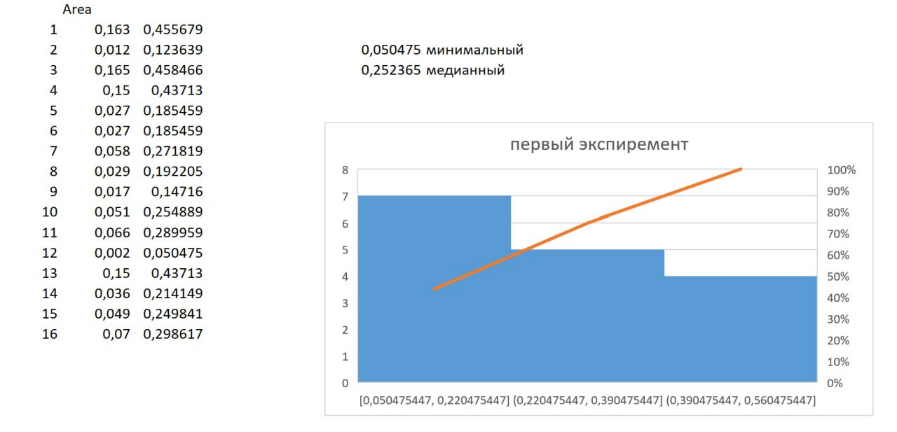 Area
1 0,163 0,455679
2 0,012 0,123639
0,050475 минимальный
3 0,165 0,458466
0,252365 медианный
4 0,15 0,43713
5 0,027 0,185459
6 0,027 0,185459
7 0,058 0,271819
8 0,029 0,192205
9 0,017 0,14716
10 0,051 0,254889
11 0,066 0,289959
12 0,002 0,050475
13 0,15 0,43713
14 0,036 0,214149
15 0,049 0,249841
16 0,07 0,298617
первый экспиремент
8
7
6
5
4
3
2
1
0
100%
90%
80%
70%
60%
50%
40%
30%
20%
10%
0%
[0,050475447, 0,220475447] (0,220475447, 0,390475447] (0,390475447, 0,560475447]